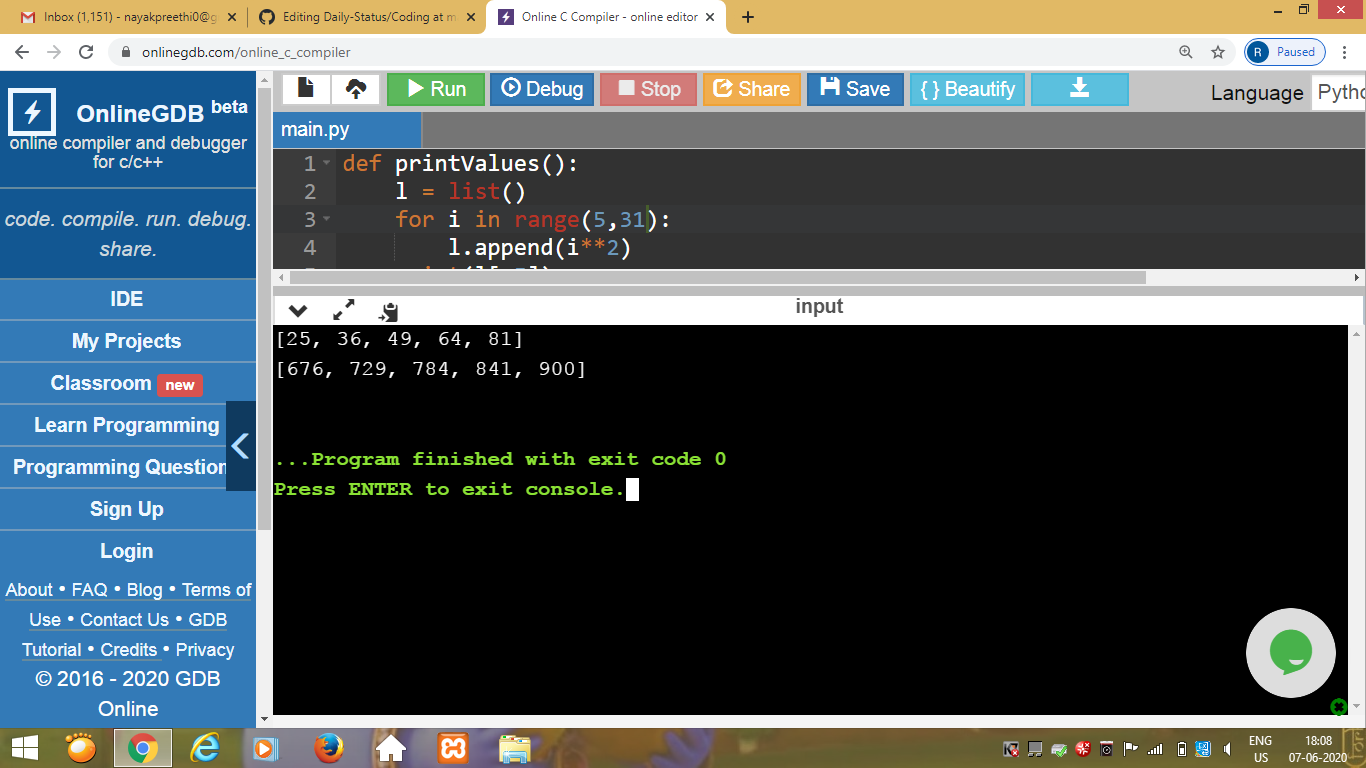 Inbox (1,151) - nayakpreethi0@g
Editing Daily-Status/Coding at m
Online C Compiler - online editor
onlinegdb.com/online_c_compiler
R Paused
OnlineGDB beta
online compiler and debugger
for c/c++
code. compile. run. debug.
share.
IDE
My Projects
Classroom new
Learn Programming
Programming Question
Sign Up
Login
About • FAQ • Blog • Terms of
Use • Contact Us • GDB
Tutorial • Credits • Privacy
© 2016 - 2020 GDB
Online
Run Debug Stop Share Save { } Beautify
Language Pytho
main.py
1 def printValues():
2 l = list()
3 for i in range(5,31):
4 l.append(i**2)
input
[25, 36, 49, 64, 81]
[676, 729, 784, 841, 900]
...Program finished with exit code 0
Press ENTER to exit console.
ENG
US
18:08
07-06-2020